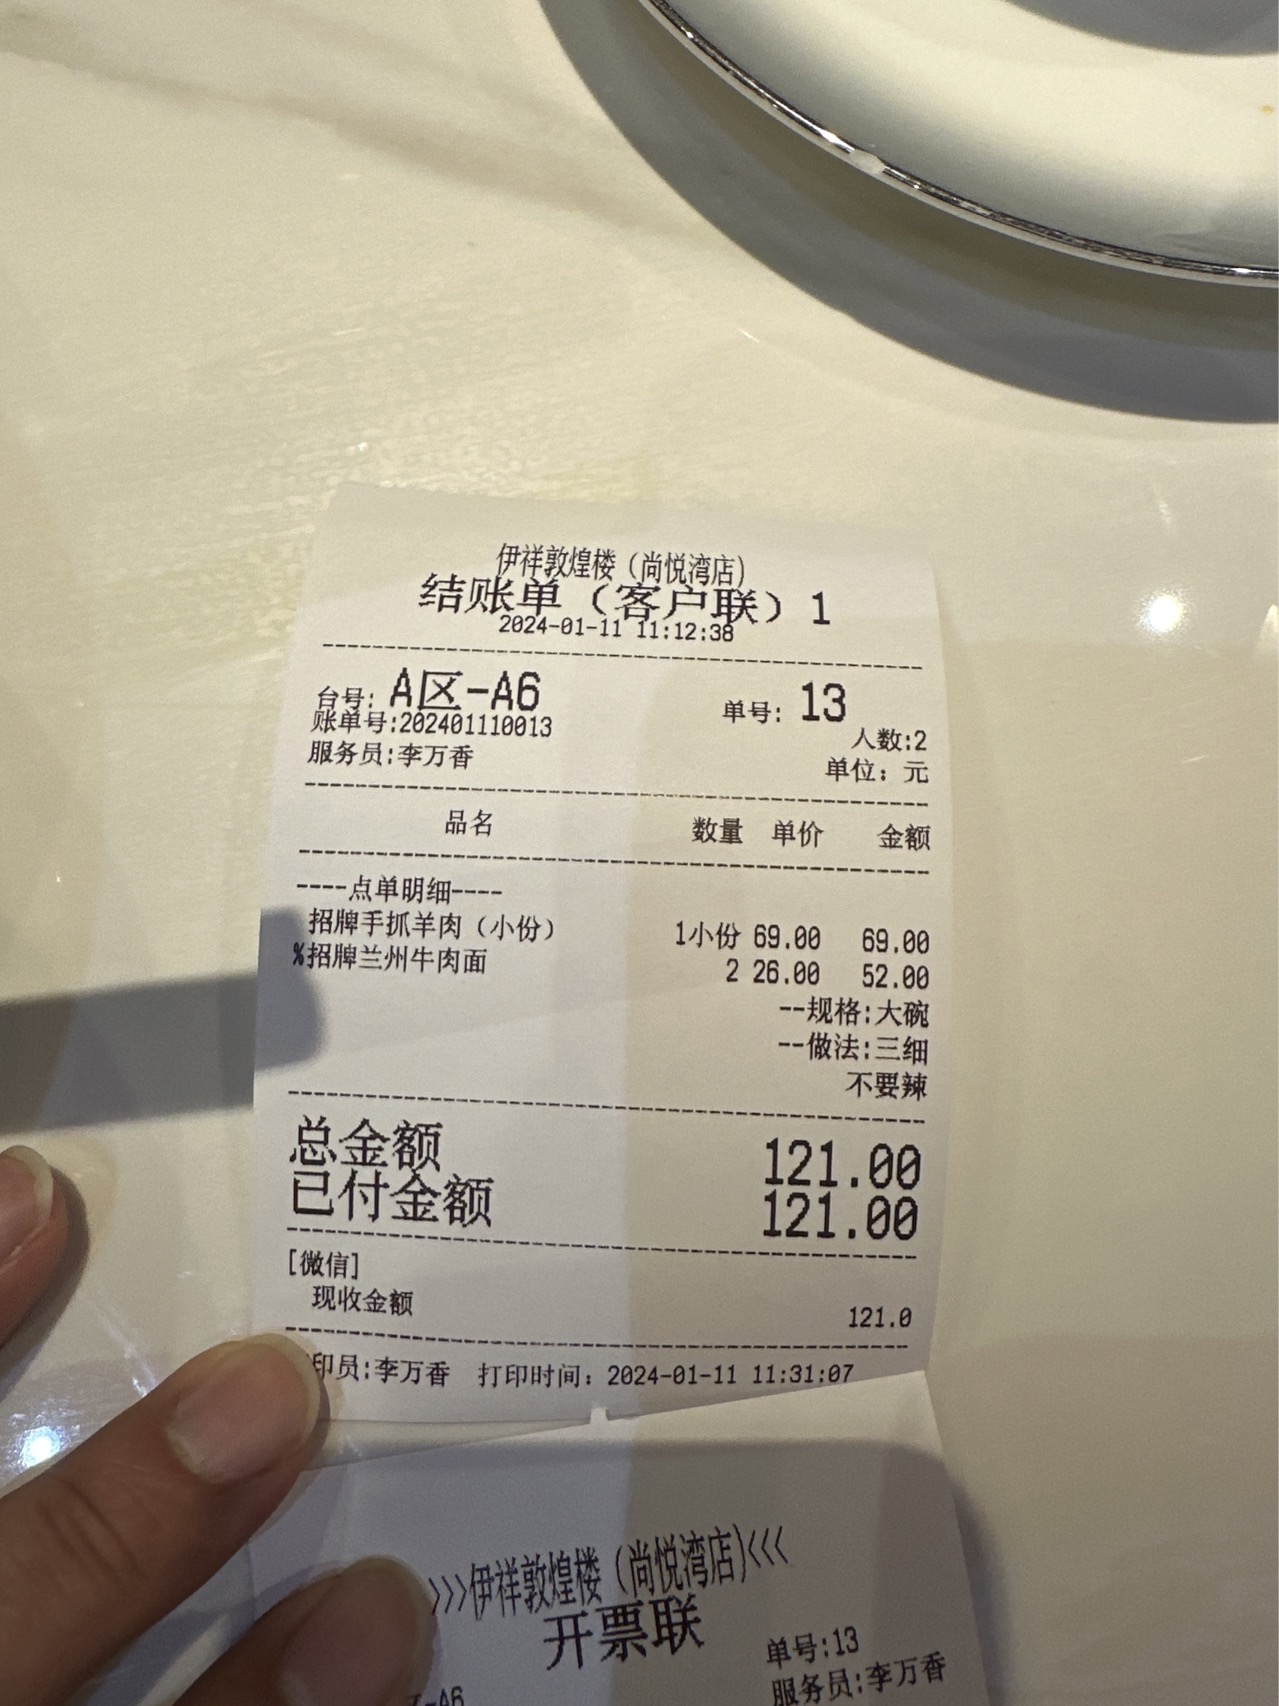 伊祥敦煌楼（尚悦湾店）
结账单（客户联）1
2024-01-11 11:12:38
台号: A区-A6 单号: 13
账单号:202401110013 人数:2
服务员:李万香 单位: 元
品名 数量 单价 金额
----点单明细----
招牌手抓羊肉（小份） 1小份 69.00 69.00
%招牌兰州牛肉面 2 26.00 52.00
--规格:大碗
--做法:三细
不要辣
总金额 121.00
已付金额 121.00
[微信]
现收金额 121.0
印员:李万香 打印时间: 2024-01-11 11:31:07
>>>伊祥敦煌楼（尚悦湾店)<<<
开票联
单号:13
-A6 服务员:李万香